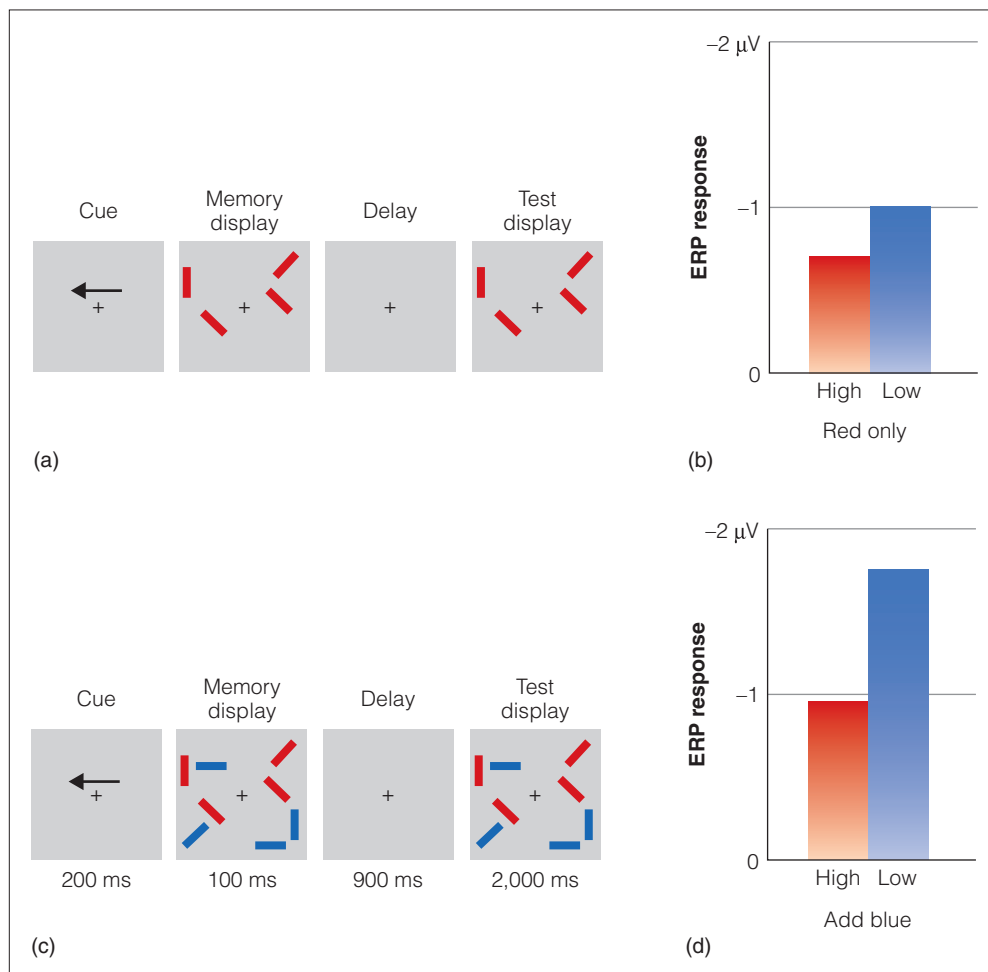 Cue
Memory
display
Delay
Test
display
+
+
+
+
(a)
−2 μV
−1
0
ERP response
High Low
Red only
(b)
Cue
Memory
display
Delay
Test
display
+
+
+
+
200 ms
100 ms
900 ms
2,000 ms
(c)
−2 μV
−1
0
ERP response
High Low
Add blue
(d)